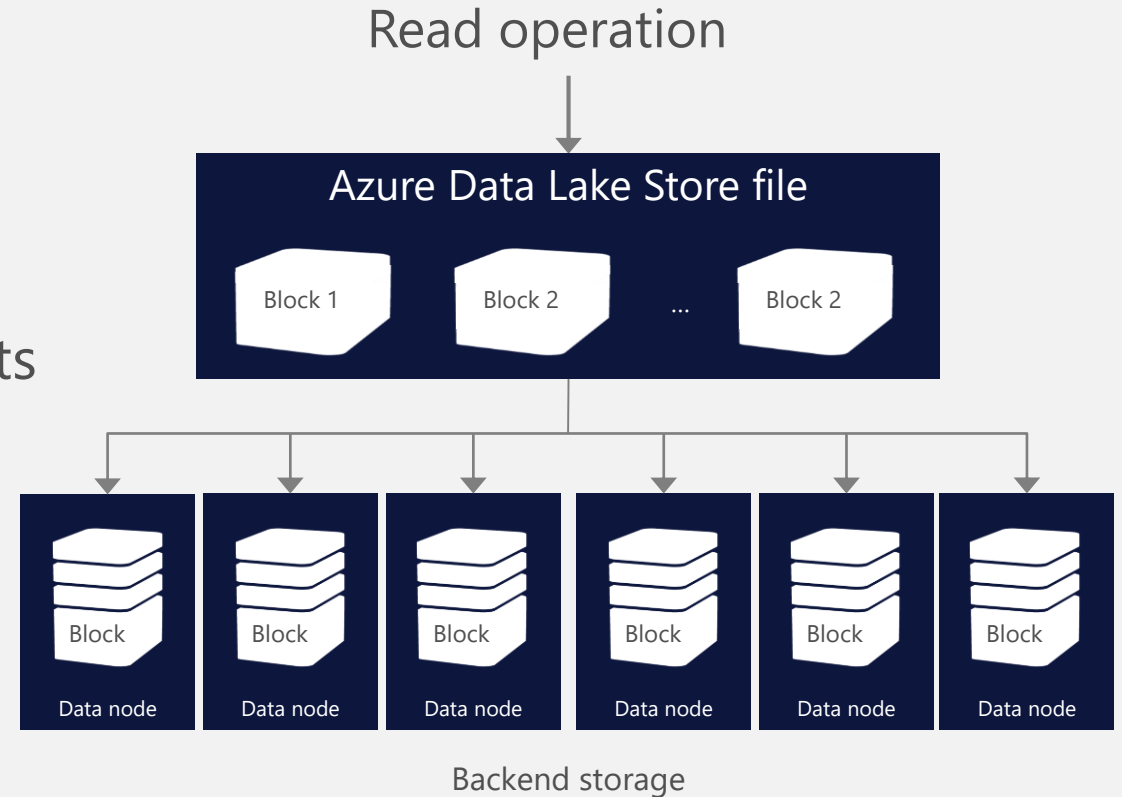 Read operation
Azure Data Lake Store file
Block 1 Block 2 ... Block 2
ts
Block Block Block Block Block Block
Data node Data node Data node Data node Data node Data node
Backend storage